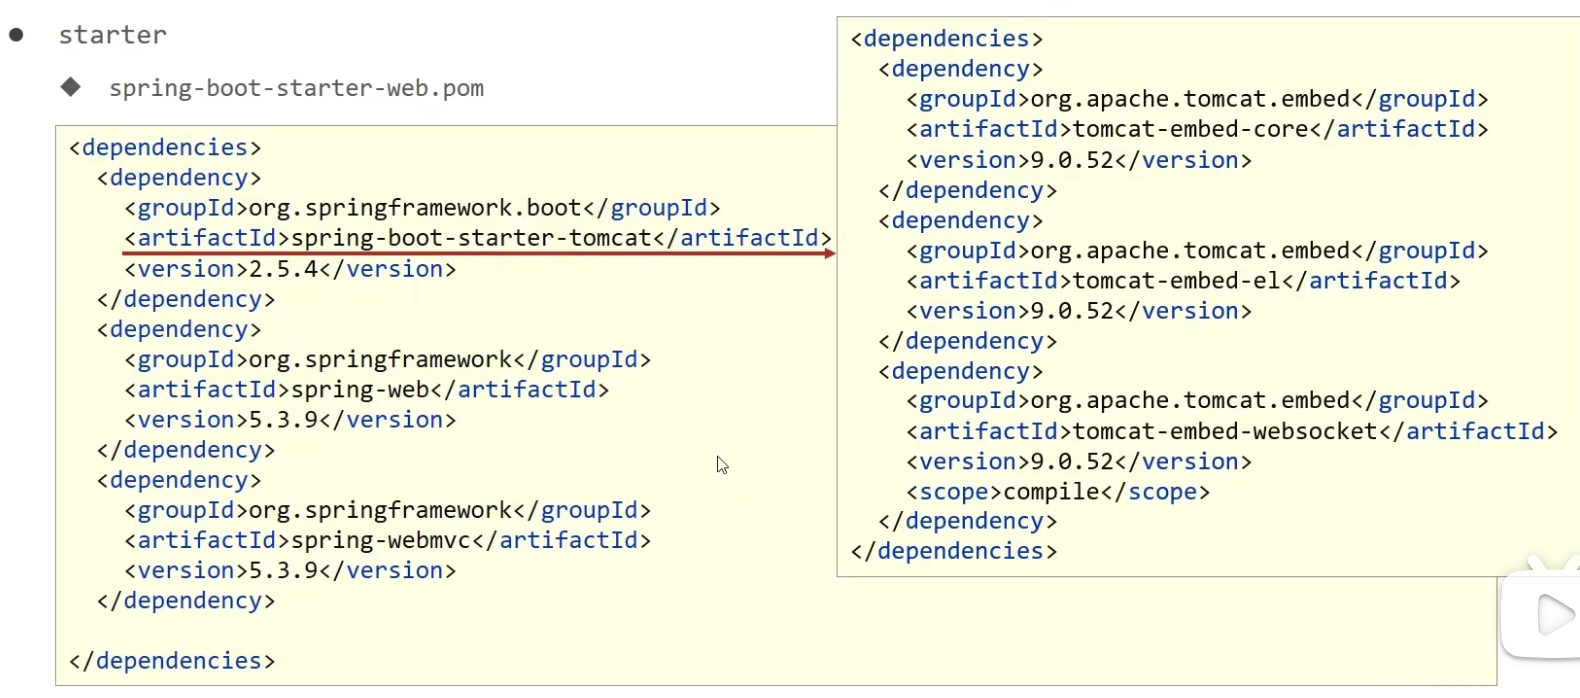 starter
spring-boot-starter-web.pom
<dependencies>
<dependency>
<groupId>org.springframework.boot</groupId>
<artifactId>spring-boot-starter-tomcat</artifactId>
<version>2.5.4</version>
</dependency>
<dependency>
<groupId>org.springframework</groupId>
<artifactId>spring-web</artifactId>
<version>5.3.9</version>
</dependency>
<dependency>
<groupId>org.springframework</groupId>
<artifactId>spring-webmvc</artifactId>
<version>5.3.9</version>
</dependency>
</dependencies>
<dependencies>
<dependency>
<groupId>org.apache.tomcat.embed</groupId>
<artifactId>tomcat-embed-core</artifactId>
<version>9.0.52</version>
</dependency>
<dependency>
<groupId>org.apache.tomcat.embed</groupId>
<artifactId>tomcat-embed-el</artifactId>
<version>9.0.52</version>
</dependency>
<dependency>
<groupId>org.apache.tomcat.embed</groupId>
<artifactId>tomcat-embed-websocket</artifactId>
<version>9.0.52</version>
<scope>compile</scope>
</dependency>
</dependencies>